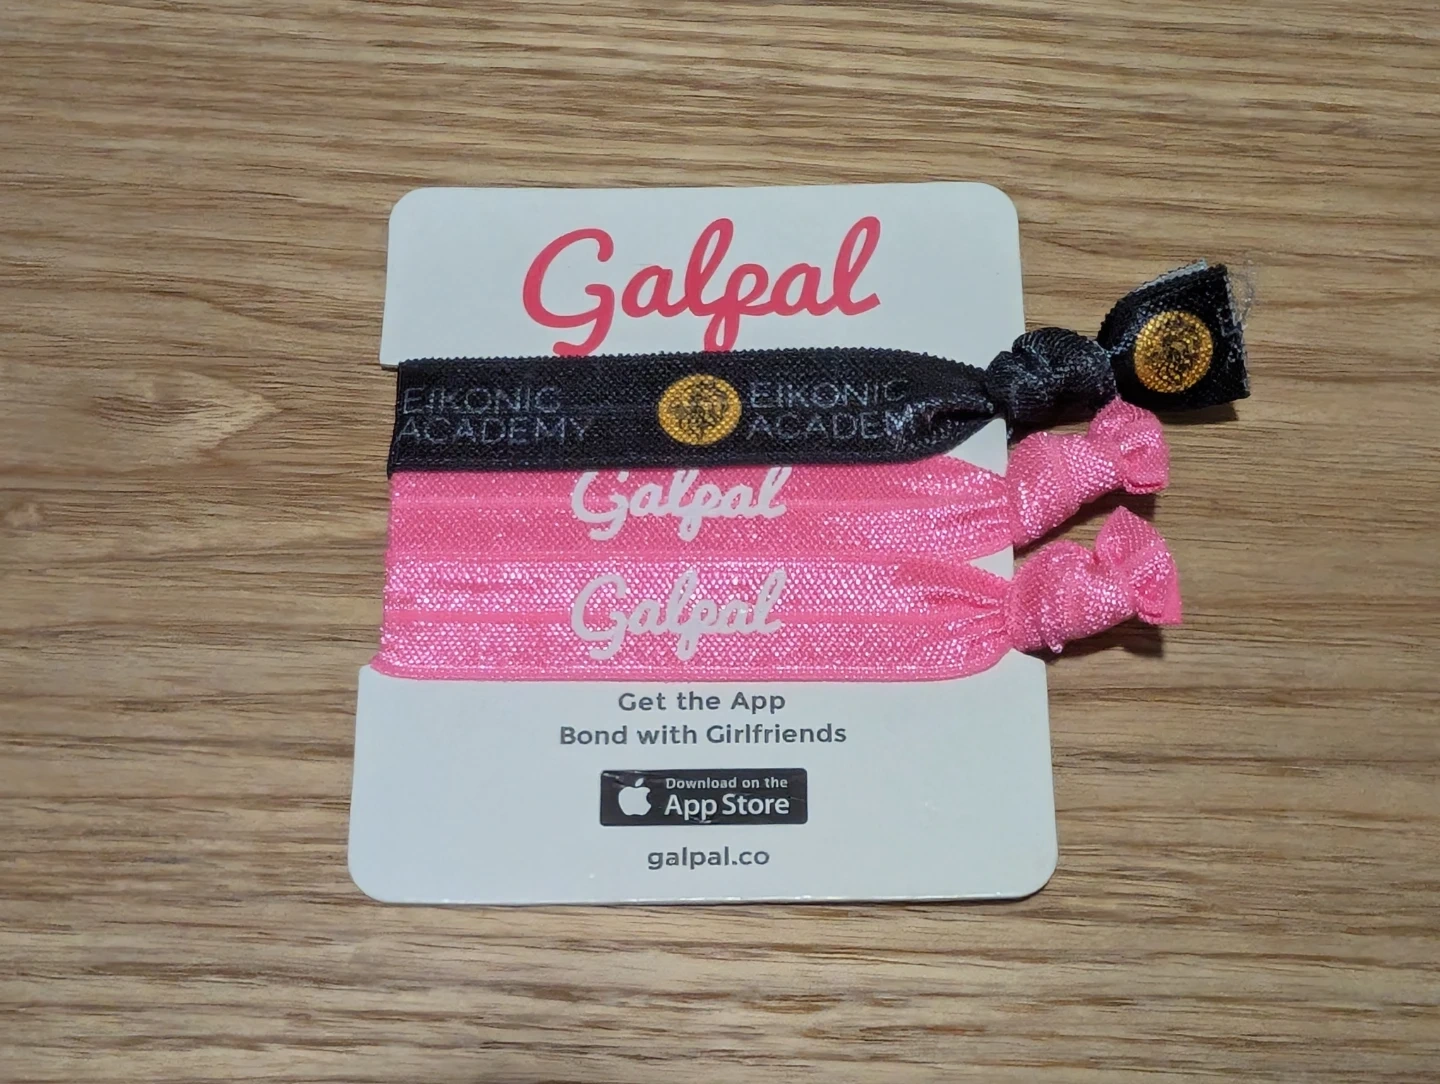 Galpal
EIKONIC EIKONIC
ACADEMY ACADEMY
Galpal
Galpal
Get the App
Bond with Girlfriends
Download on the
App Store
galpal.co